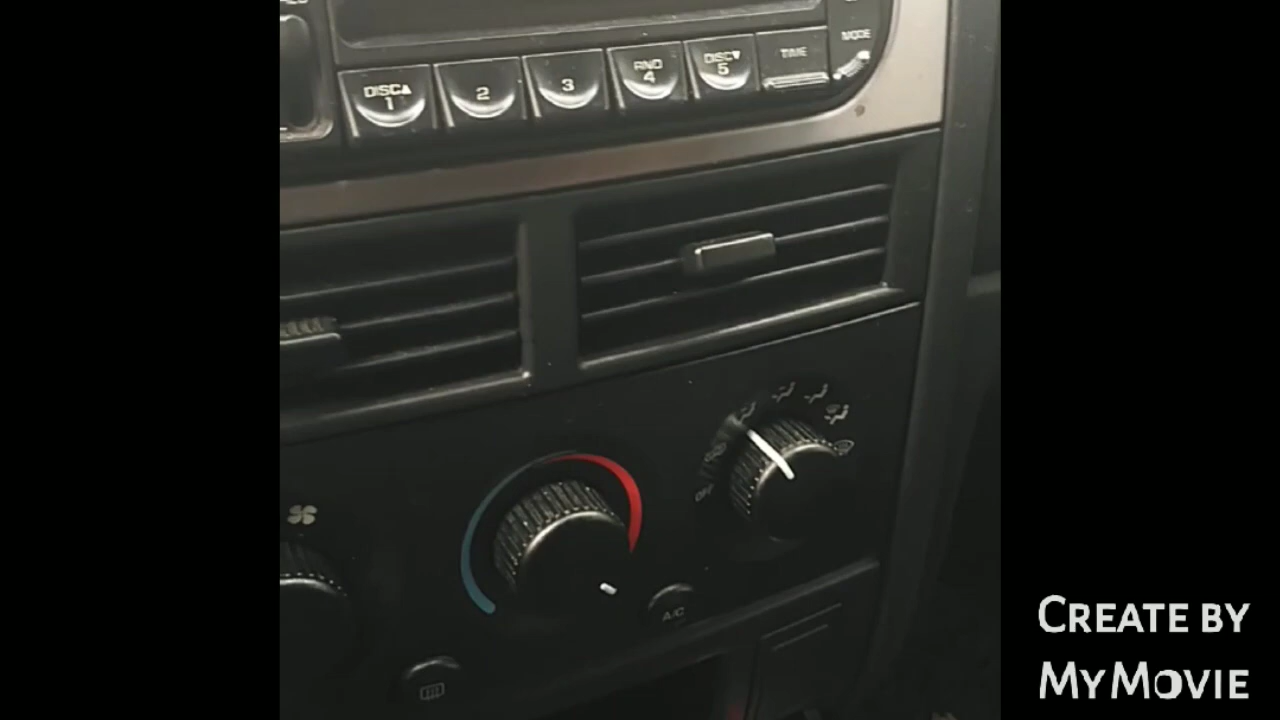 MODE
DISC▲
1
2
3
RND
4
DISC▼
5
TIME
OFF
A/C
CREATE BY
MYMOVIE